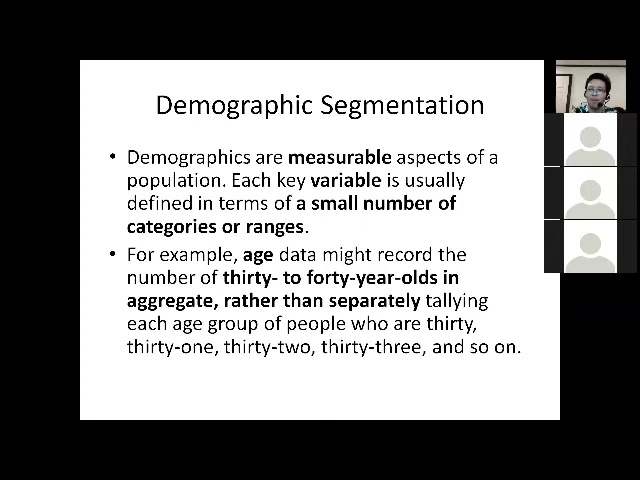 Demographic Segmentation
• Demographics are measurable aspects of a
population. Each key variable is usually
defined in terms of a small number of
categories or ranges.
• For example, age data might record the
number of thirty- to forty-year-olds in
aggregate, rather than separately tallying
each age group of people who are thirty,
thirty-one, thirty-two, thirty-three, and so on.